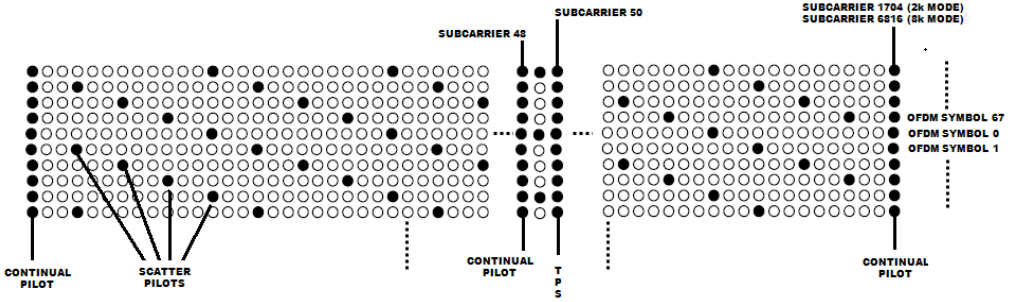 SUBCARRIER 1704 (2k MODE)
SUBCARRIER 6816 (8k MODE)
SUBCARRIER 50
SUBCARRIER 48
OFDM SYMBOL 67
OFDM SYMBOL 0
OFDM SYMBOL 1
CONTINUAL
PILOT
SCATTER
PILOTS
CONTINUAL
PILOT
T
P
S
CONTINUAL
PILOT